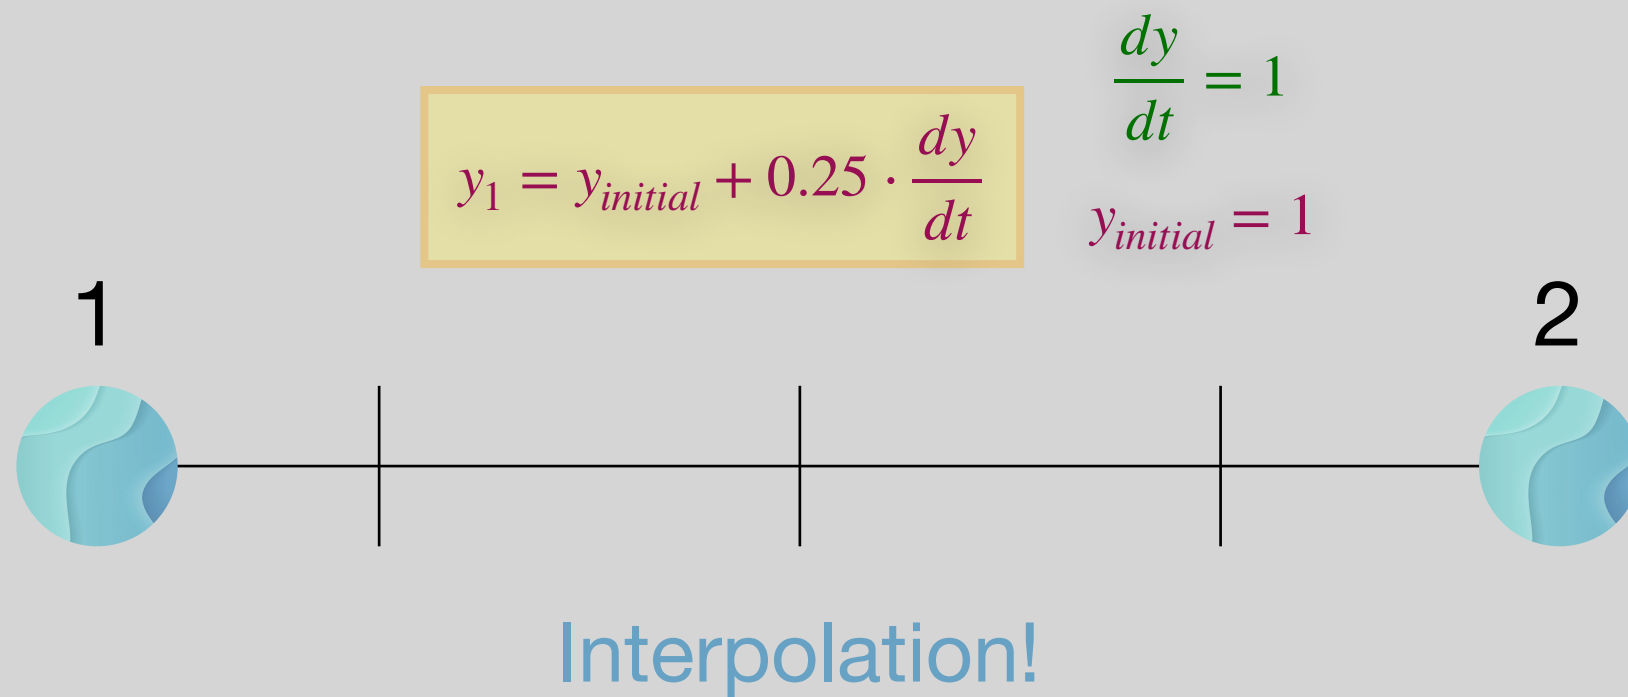 dy/dt = 1
y₁ = y_initial + 0.25 · dy/dt
y_initial = 1
1
2
Interpolation!